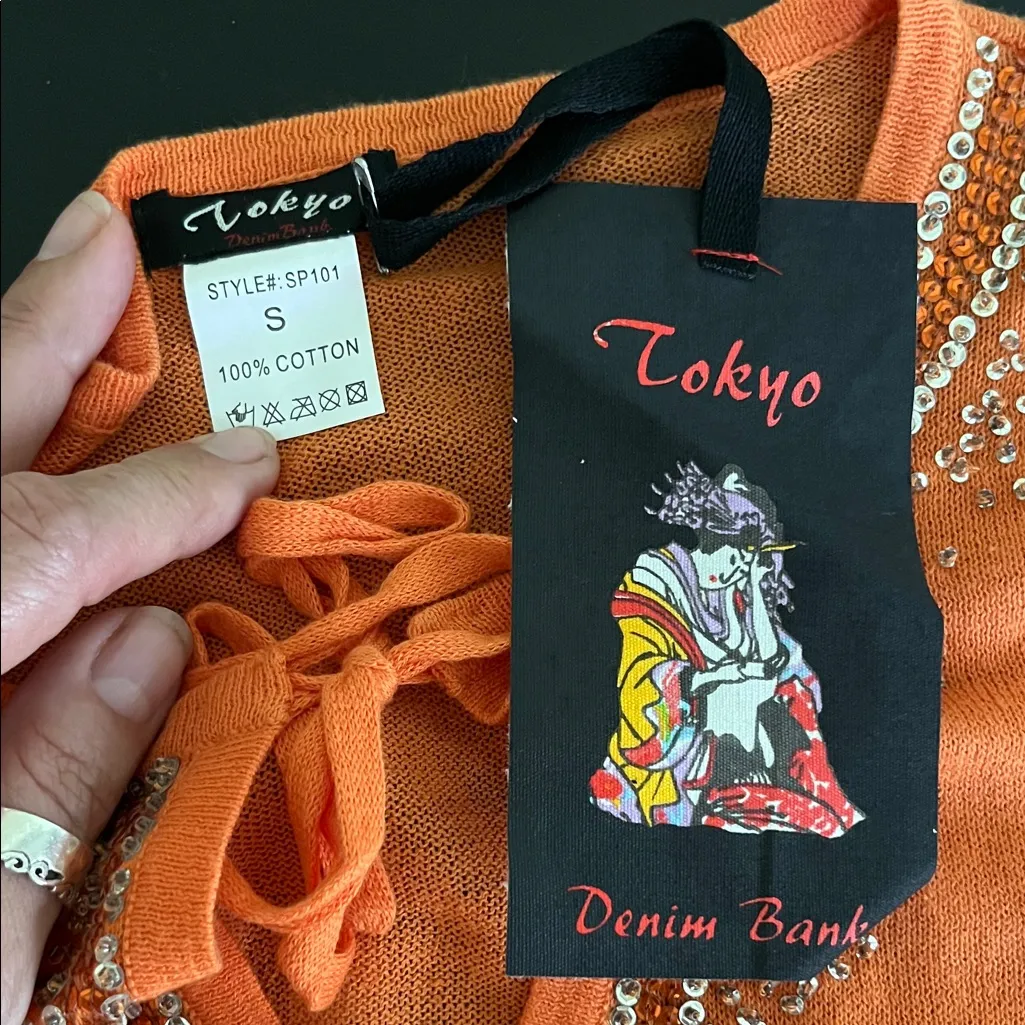 Tokyo
Denim Bank
STYLE#: SP101
S
100% COTTON
Tokyo
Denim Bank